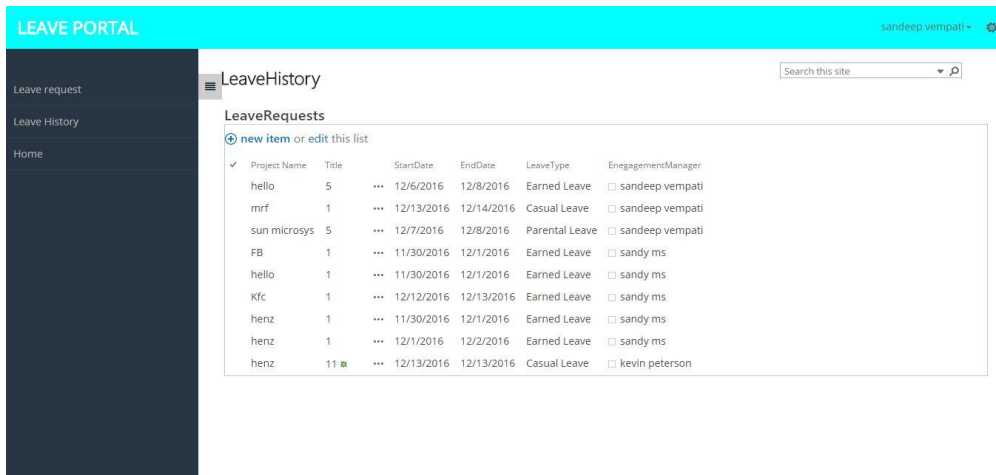 LEAVE PORTAL
sandeep vempati
Search this site
Leave request
Leave History
Home
LeaveHistory
LeaveRequests
new item or edit this list
Project Name Title StartDate EndDate LeaveType EnegagementManager
hello 5 ... 12/6/2016 12/8/2016 Earned Leave sandeep vempati
mrf 1 ... 12/13/2016 12/14/2016 Casual Leave sandeep vempati
sun microsys 5 ... 12/7/2016 12/8/2016 Parental Leave sandeep vempati
FB 1 ... 11/30/2016 12/1/2016 Earned Leave sandy ms
hello 1 ... 11/30/2016 12/1/2016 Earned Leave sandy ms
Kfc 1 ... 12/12/2016 12/13/2016 Earned Leave sandy ms
henz 1 ... 11/30/2016 12/1/2016 Earned Leave sandy ms
henz 1 ... 12/1/2016 12/2/2016 Earned Leave sandy ms
henz 11 ... 12/13/2016 12/13/2016 Casual Leave kevin peterson